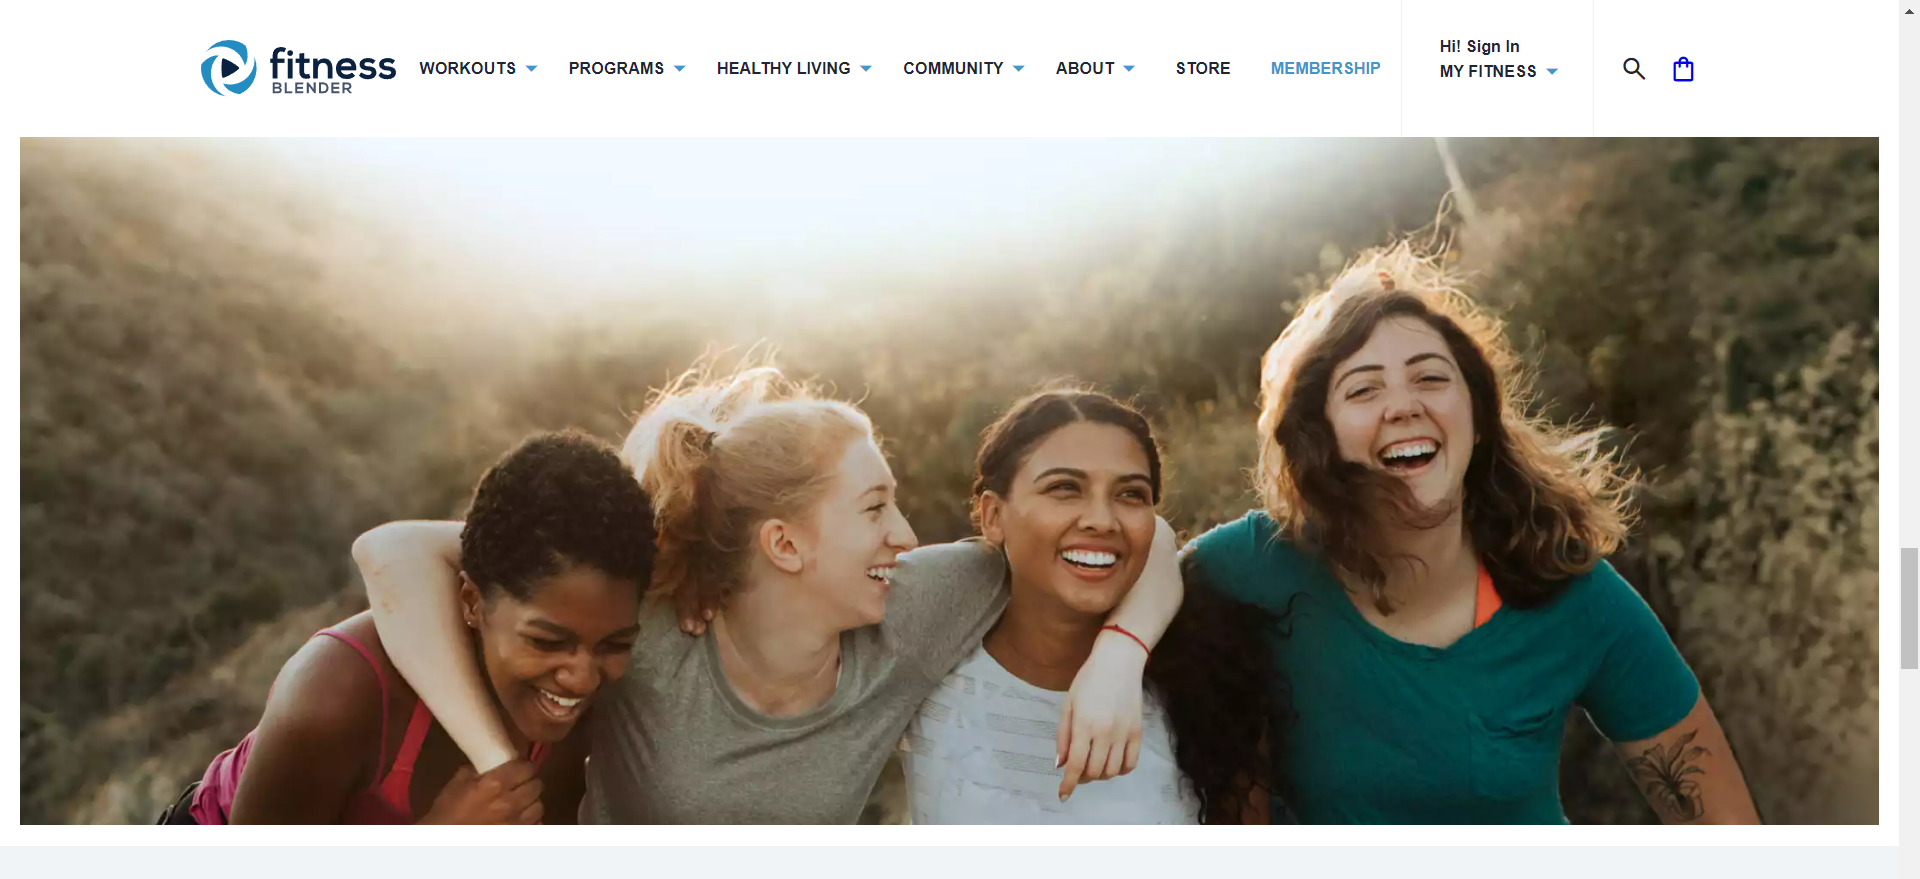 fitness
BLENDER
WORKOUTS
PROGRAMS
HEALTHY LIVING
COMMUNITY
ABOUT
STORE
MEMBERSHIP
Hi! Sign In
MY FITNESS